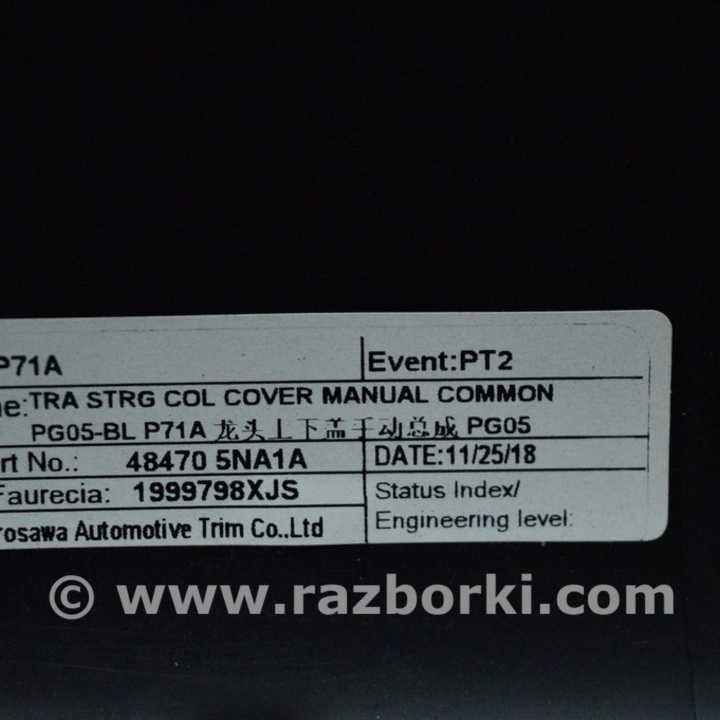 P71A
Event:PT2
e:TRA STRG COL COVER MANUAL COMMON
PG05-BL P71A 龙头上下盖手动总成 PG05
rt No.: 48470 5NA1A
DATE:11/25/18
Faurecia: 1999798XJS
Status Index/
Engineering level:
rosawa Automotive Trim Co..Ltd
© www.razborki.com